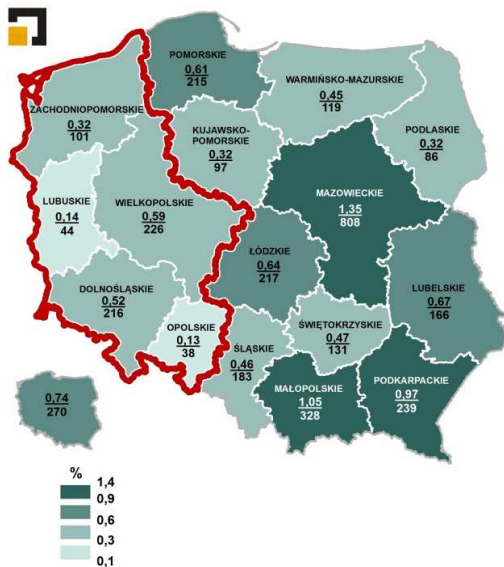 POMORSKIE
0,61
215
WARMIŃSKO-MAZURSKIE
0,45
119
ZACHODNIOPOMORSKIE
0,32
101
KUJAWSKO-
POMORSKIE
0,32
97
PODLASKIE
0,32
86
LUBUSKIE
0,14
44
WIELKOPOLSKIE
0,59
226
MAZOWIECKIE
1,35
808
ŁÓDZKIE
0,64
217
LUBELSKIE
0,67
166
DOLNOŚLĄSKIE
0,52
216
OPOLSKIE
0,13
38
ŚLĄSKIE
0,46
183
ŚWIĘTOKRZYSKIE
0,47
131
MAŁOPOLSKIE
1,05
328
PODKARPACKIE
0,97
239
0,74
270
%
1,4
0,9
0,6
0,3
0,1